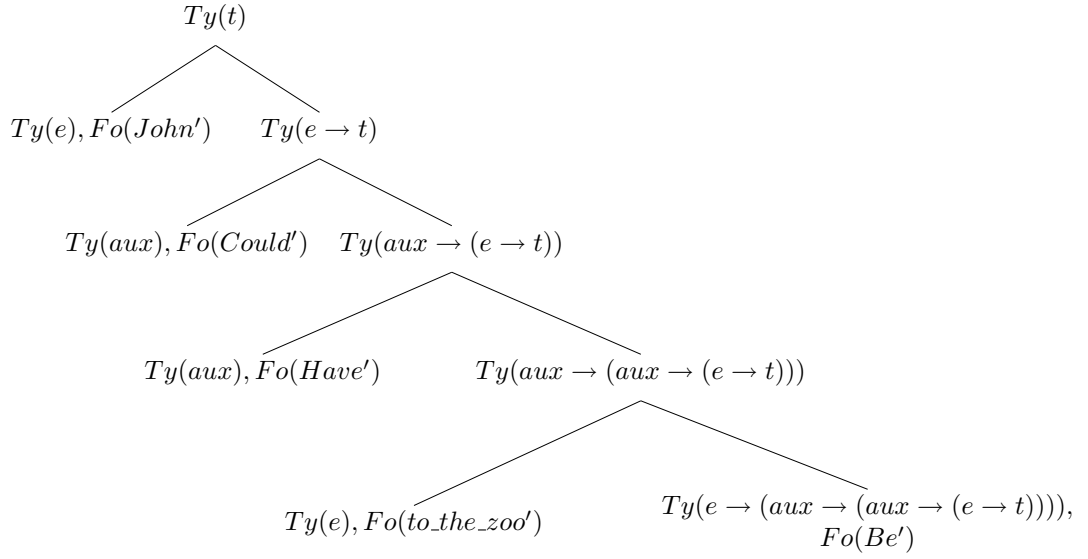 Ty(t)
Ty(e), Fo(John′) Ty(e → t)
Ty(aux), Fo(Could′) Ty(aux → (e → t))
Ty(aux), Fo(Have′) Ty(aux → (aux → (e → t)))
Ty(e), Fo(to_the_zoo′) Ty(e → (aux → (aux → (e → t)))),
Fo(Be′)